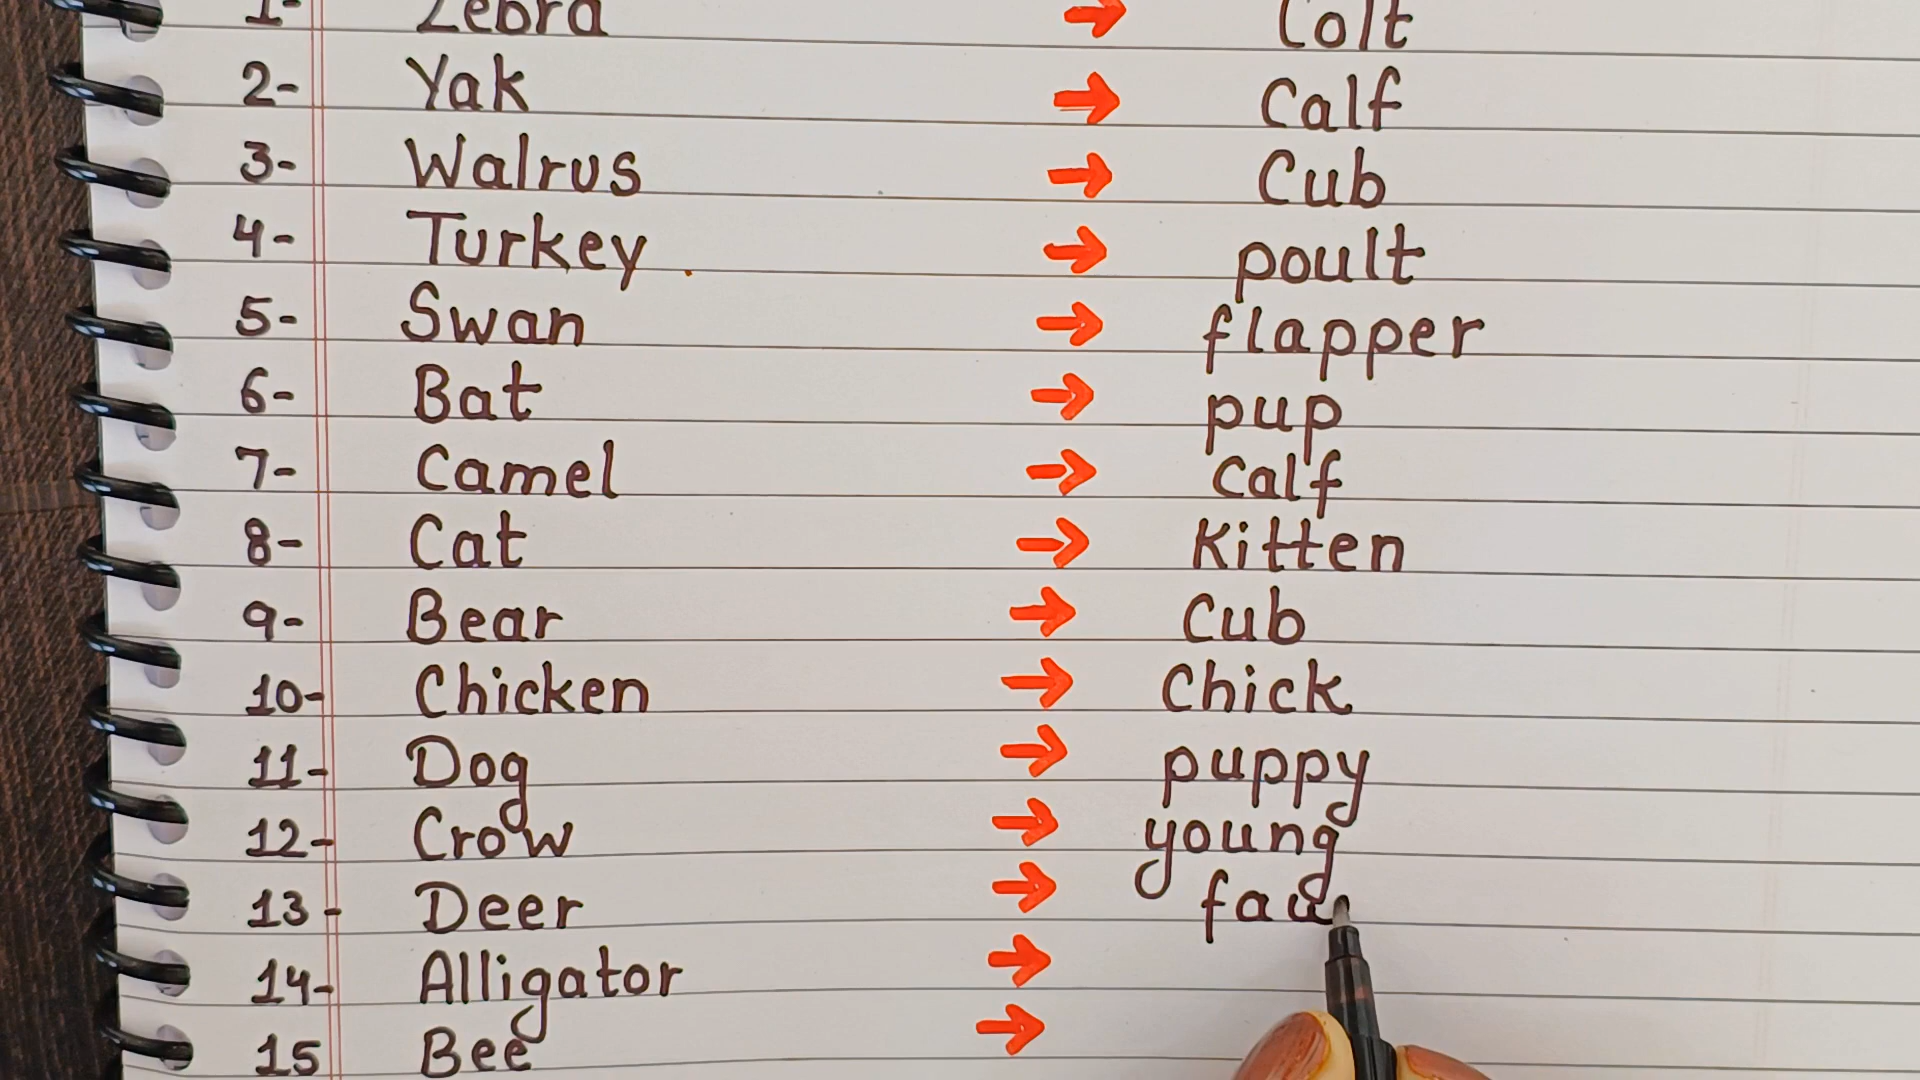 1- Zebra → Colt
2- Yak → Calf
3- Walrus → Cub
4- Turkey → poult
5- Swan → flapper
6- Bat → pup
7- Camel → Calf
8- Cat → Kitten
9- Bear → Cub
10- Chicken → Chick
11- Dog → puppy
12- Crow → young
13- Deer → faw
14- Alligator →
15 Bee →